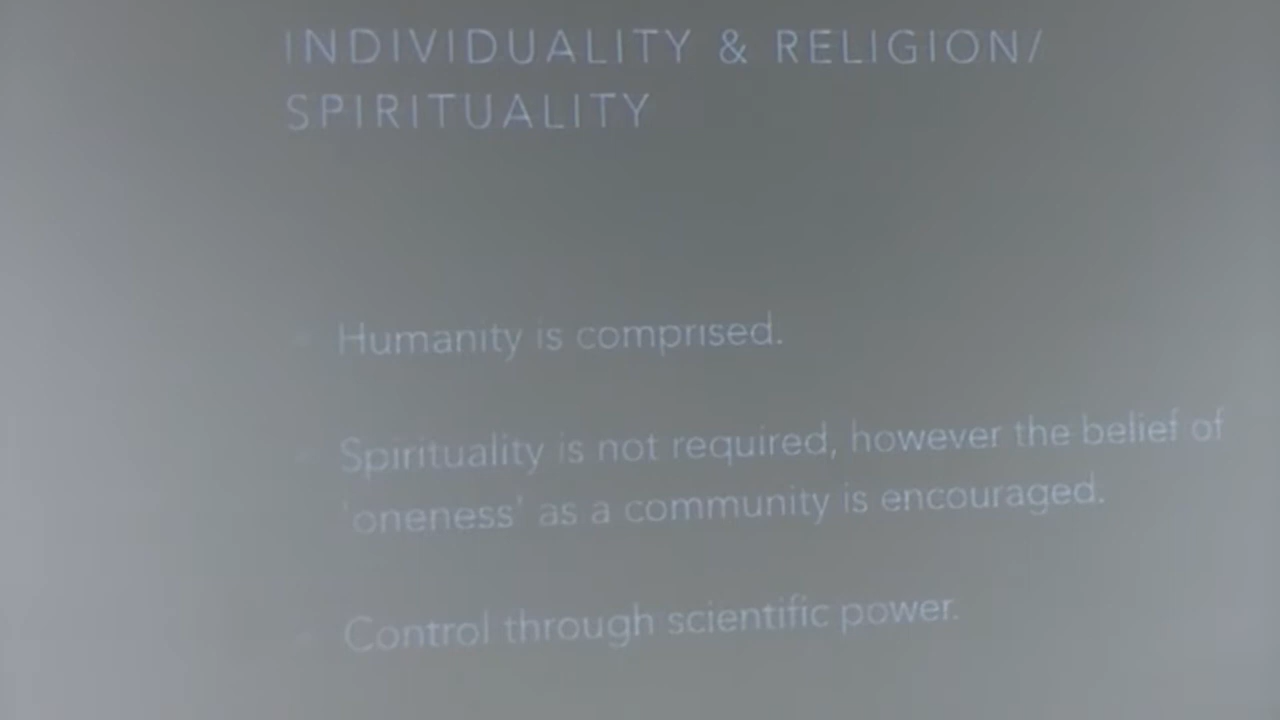 INDIVIDUALITY & RELIGION/
SPIRITUALITY
Humanity is comprised.
Spirituality is not required, however the belief of
'oneness' as a community is encouraged.
Control through scientific power.